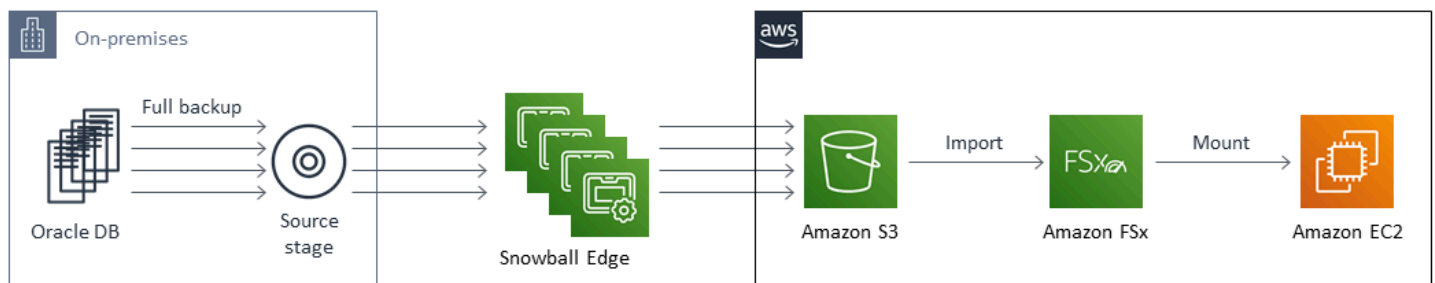 On-premises
aws
Full backup
Import
Mount
FSx
Oracle DB
Source
stage
Snowball Edge
Amazon S3
Amazon FSx
Amazon EC2